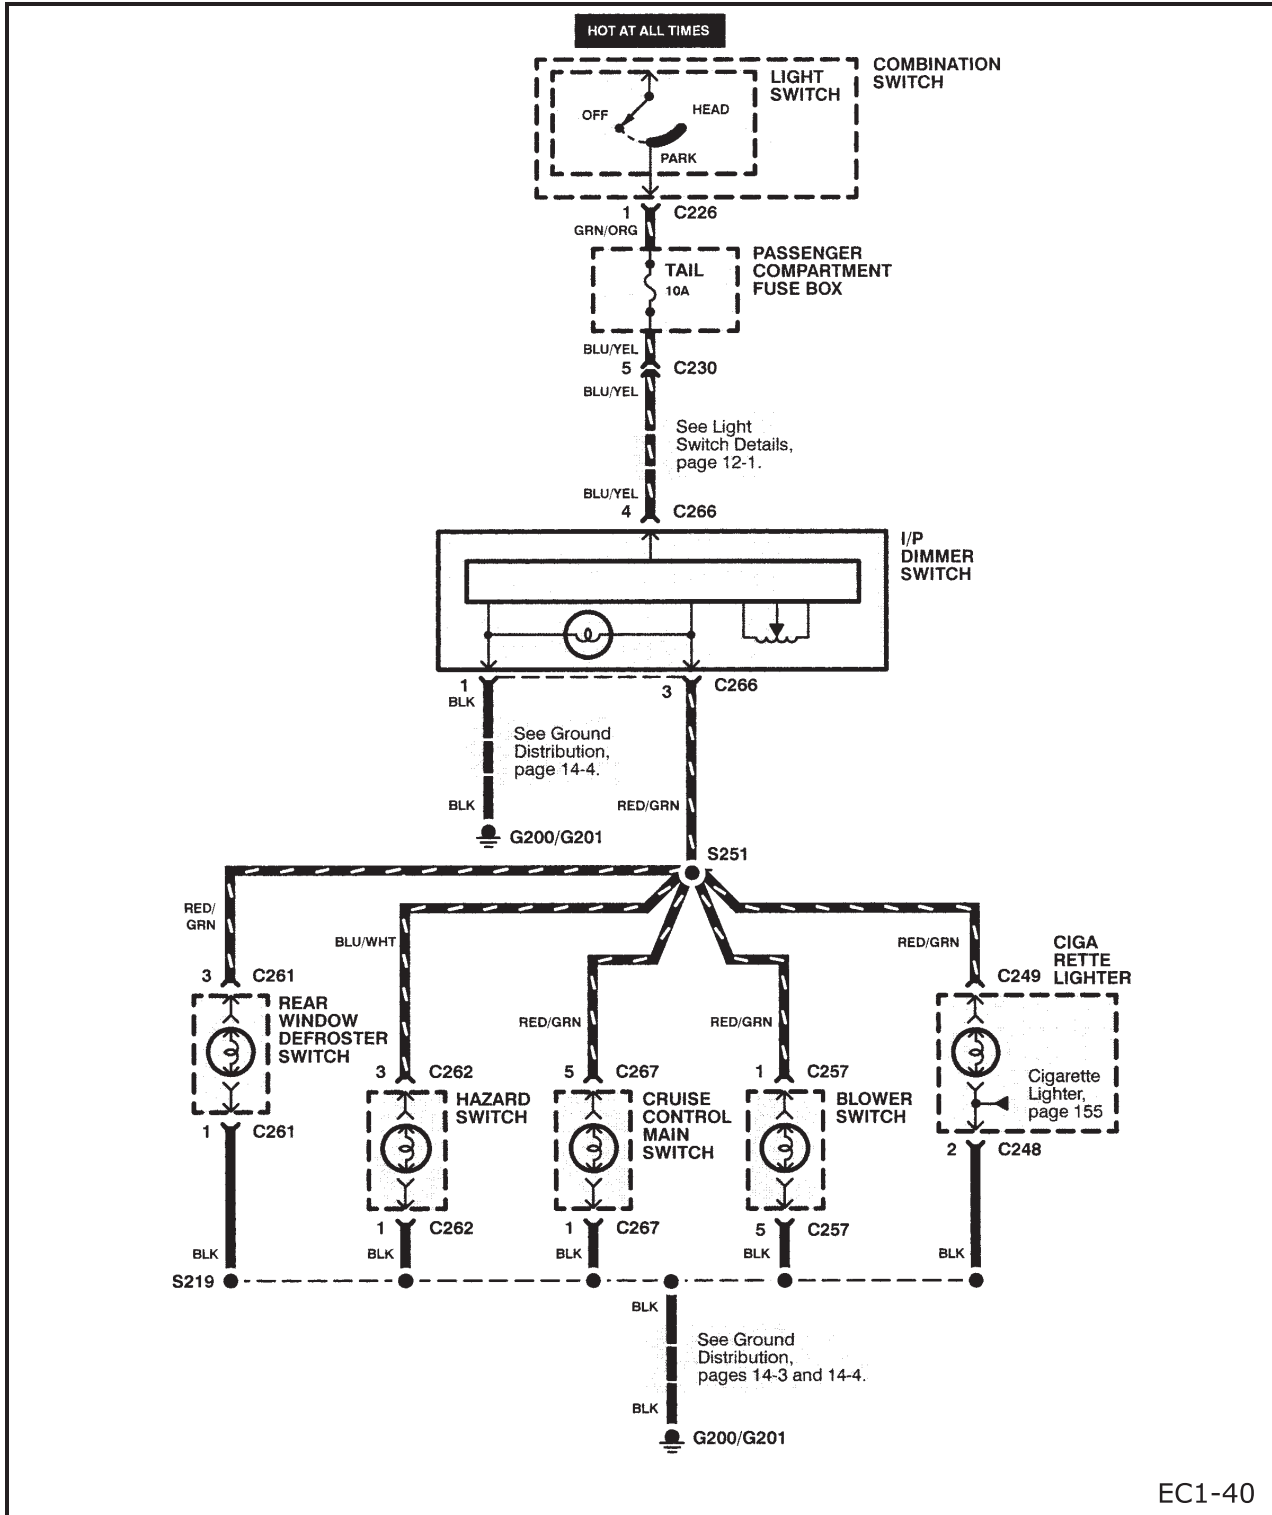 HOT AT ALL TIMES
COMBINATION
SWITCH
LIGHT
SWITCH
OFF
HEAD
PARK
1
C226
GRN/ORG
PASSENGER
COMPARTMENT
FUSE BOX
TAIL
10A
BLU/YEL
5
C230
BLU/YEL
See Light
Switch Details,
page 12-1.
BLU/YEL
4
C266
I/P
DIMMER
SWITCH
1
3
C266
BLK
See Ground
Distribution,
page 14-4.
BLK
RED/GRN
G200/G201
S251
RED/
GRN
BLU/WHT
RED/GRN
CIGA
RETTE
LIGHTER
3
C261
C249
REAR
WINDOW
DEFROSTER
SWITCH
RED/GRN
RED/GRN
3
C262
5
C267
1
C257
Cigarette
Lighter,
page 155
HAZARD
SWITCH
CRUISE
CONTROL
MAIN
SWITCH
BLOWER
SWITCH
1
C261
2
C248
1
C262
1
C267
5
C257
BLK
BLK
BLK
BLK
BLK
S219
BLK
See Ground
Distribution,
pages 14-3 and 14-4.
BLK
G200/G201
EC1-40